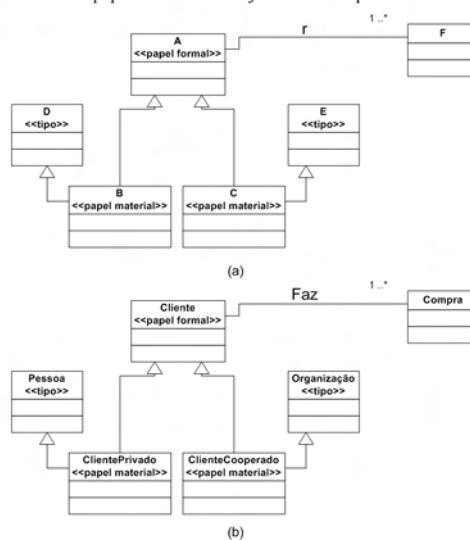 A
<<papel formal>>
r
1 ..*
F
D
<<tipo>>
E
<<tipo>>
B
<<papel material>>
C
<<papel material>>
(a)
Cliente
<<papel formal>>
Faz
1 ..*
Compra
Pessoa
<<tipo>>
Organização
<<tipo>>
ClientePrivado
<<papel material>>
ClienteCooperado
<<papel material>>
(b)